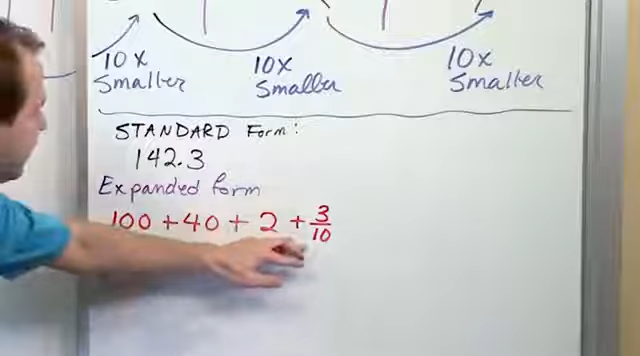 10x 10x 10x
Smaller Smaller Smaller
STANDARD Form:
142.3
Expanded form
100 + 40 + 2 + 3/10